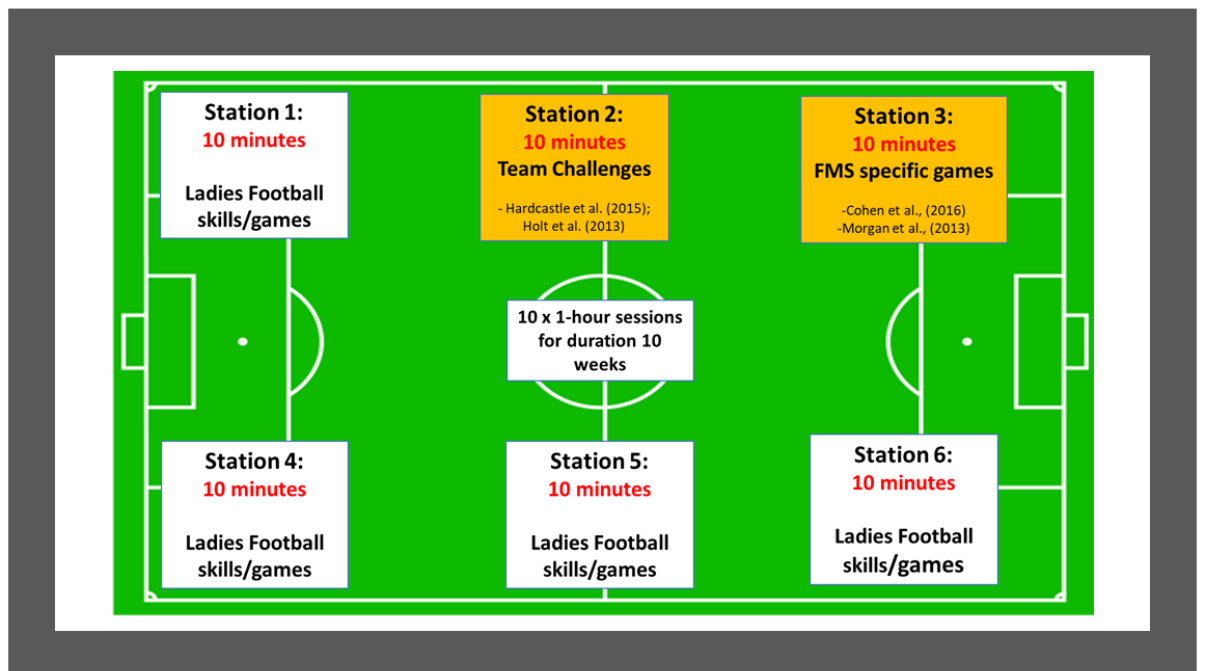 Station 1:
10 minutes
Ladies Football
skills/games
Station 2:
10 minutes
Team Challenges
- Hardcastle et al. (2015);
Holt et al. (2013)
Station 3:
10 minutes
FMS specific games
-Cohen et al., (2016)
-Morgan et al., (2013)
10 x 1-hour sessions
for duration 10
weeks
Station 4:
10 minutes
Ladies Football
skills/games
Station 5:
10 minutes
Ladies Football
skills/games
Station 6:
10 minutes
Ladies Football
skills/games